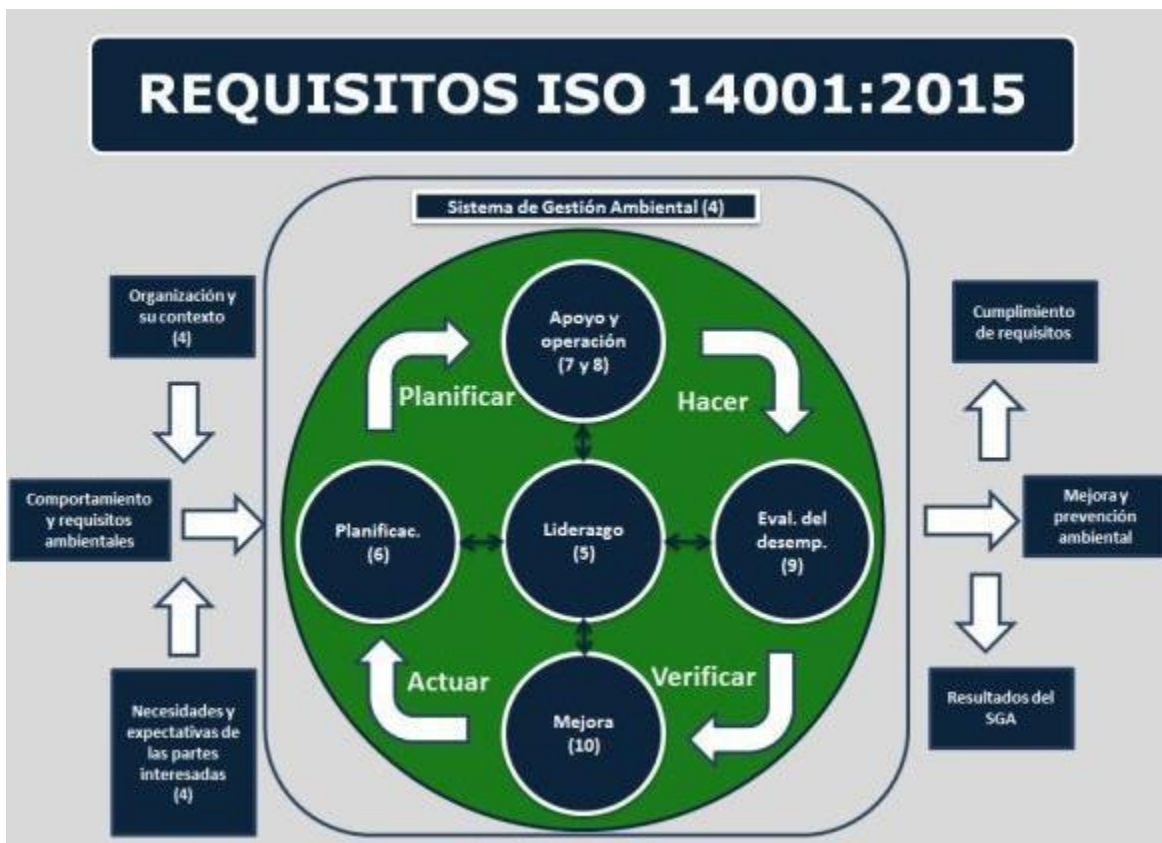 REQUISITOS ISO 14001:2015
Sistema de Gestión Ambiental (4)
Organización y
su contexto
(4)
Comportamiento
y requisitos
ambientales
Necesidades y
expectativas de
las partes
interesadas
(4)
Apoyo y
operación
(7 y 8)
Planificar
Hacer
Planificac.
(6)
Liderazgo
(5)
Eval. del
desemp.
(9)
Actuar
Verificar
Mejora
(10)
Cumplimiento
de requisitos
Mejora y
prevención
ambiental
Resultados del
SGA